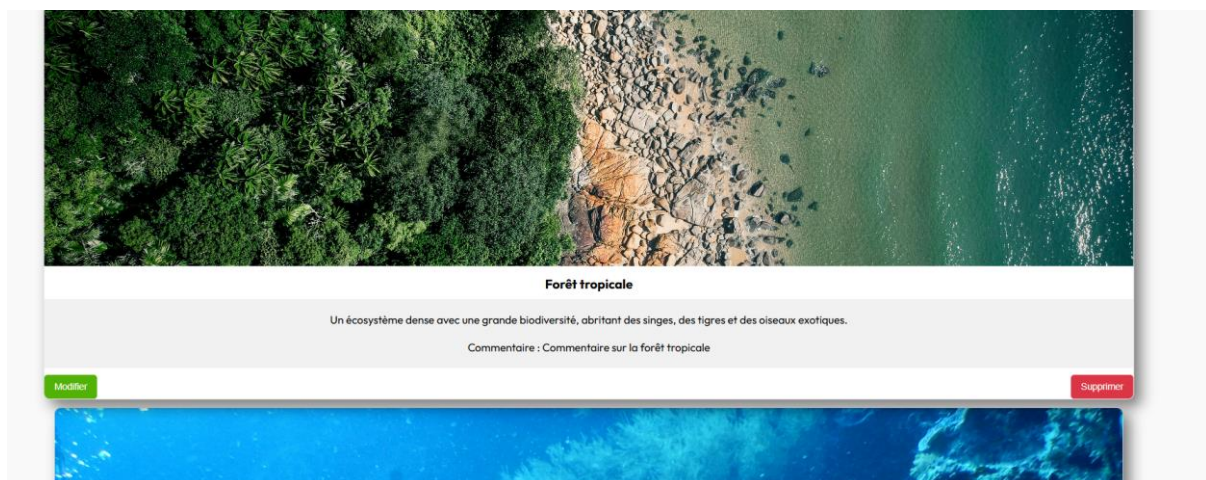 Forêt tropicale
Un écosystème dense avec une grande biodiversité, abritant des singes, des tigres et des oiseaux exotiques.
Commentaire : Commentaire sur la forêt tropicale
Modifier
Supprimer